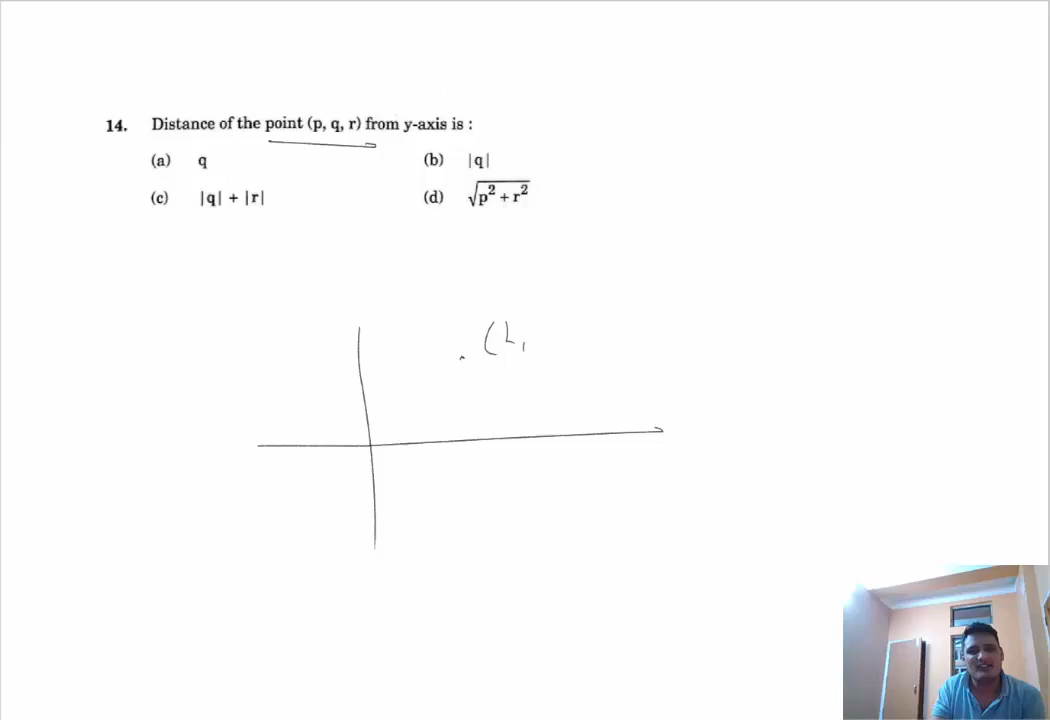 14. Distance of the point (p, q, r) from y-axis is :
(a) q (b) |q|
(c) |q| + |r| (d) √p² + r²